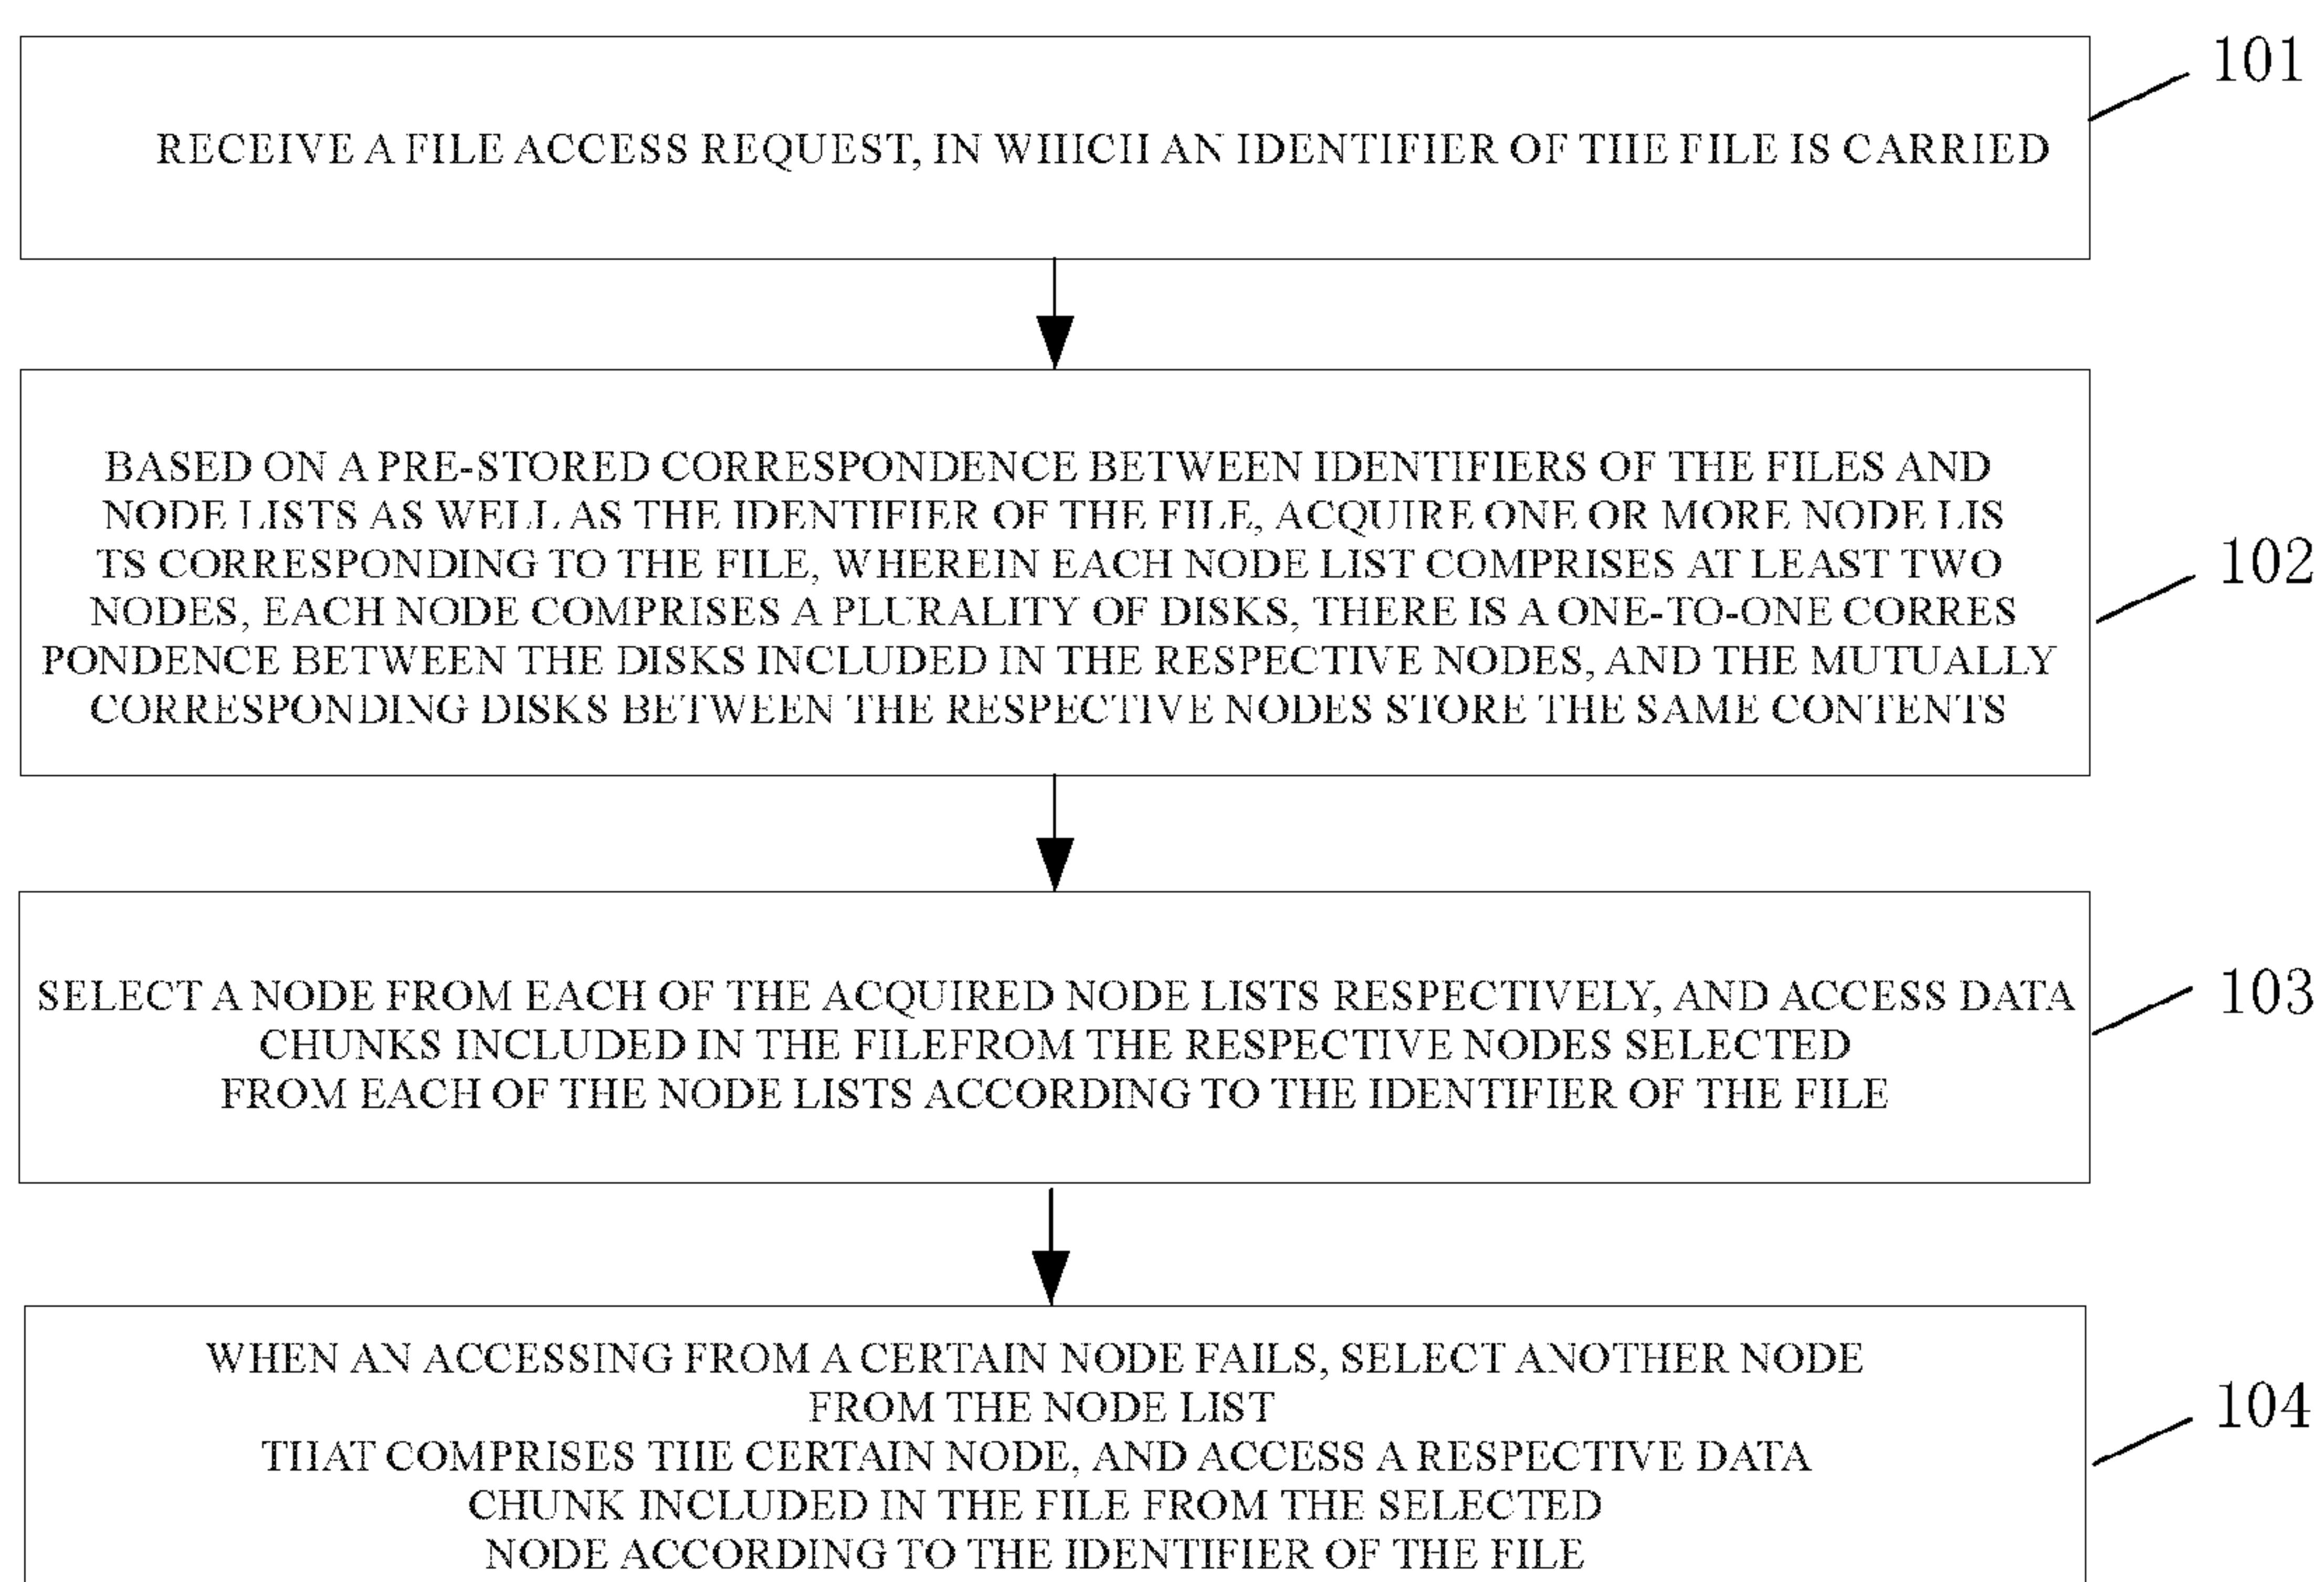 RECEIVE A FILE ACCESS REQUEST, IN WHICH AN IDENTIFIER OF THE FILE IS CARRIED
101
BASED ON A PRE-STORED CORRESPONDENCE BETWEEN IDENTIFIERS OF THE FILES AND
NODE LISTS AS WELL AS THE IDENTIFIER OF THE FILE, ACQUIRE ONE OR MORE NODE LIS
TS CORRESPONDING TO THE FILE, WHEREIN EACH NODE LIST COMPRISES AT LEAST TWO
NODES, EACH NODE COMPRISES A PLURALITY OF DISKS, THERE IS A ONE-TO-ONE CORRES
PONDENCE BETWEEN THE DISKS INCLUDED IN THE RESPECTIVE NODES, AND THE MUTUALLY
CORRESPONDING DISKS BETWEEN THE RESPECTIVE NODES STORE THE SAME CONTENTS
102
SELECT A NODE FROM EACH OF THE ACQUIRED NODE LISTS RESPECTIVELY, AND ACCESS DATA
CHUNKS INCLUDED IN THE FILEFROM THE RESPECTIVE NODES SELECTED
FROM EACH OF THE NODE LISTS ACCORDING TO THE IDENTIFIER OF THE FILE
103
WHEN AN ACCESSING FROM A CERTAIN NODE FAILS, SELECT ANOTHER NODE
FROM THE NODE LIST
THAT COMPRISES THE CERTAIN NODE, AND ACCESS A RESPECTIVE DATA
CHUNK INCLUDED IN THE FILE FROM THE SELECTED
NODE ACCORDING TO THE IDENTIFIER OF THE FILE
104